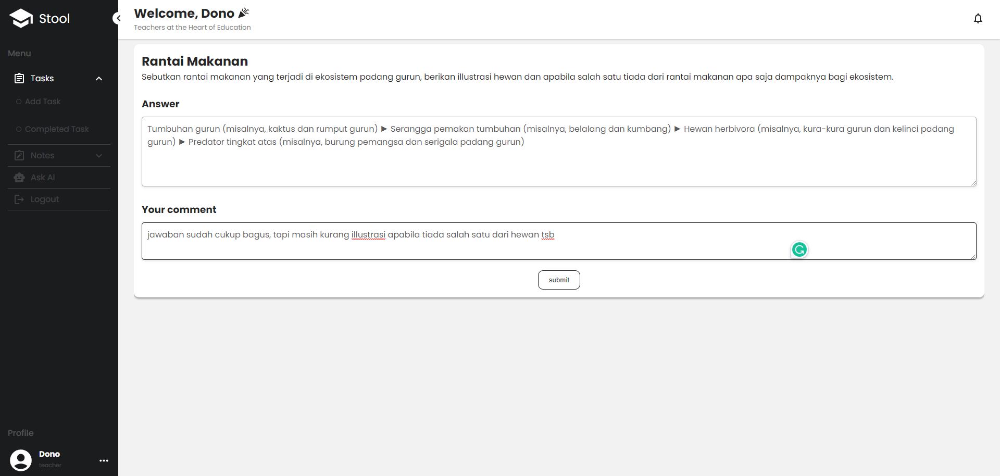 Stool
Welcome, Dono
Teachers at the Heart of Education
Menu
Tasks
Add Task
Completed Task
Notes
Ask AI
Logout
Rantai Makanan
Sebutkan rantai makanan yang terjadi di ekosistem padang gurun, berikan illustrasi hewan dan apabila salah satu tiada dari rantai makanan apa saja dampaknya bagi ekosistem.
Answer
Tumbuhan gurun (misalnya, kaktus dan rumput gurun) ► Serangga pemakan tumbuhan (misalnya, belalang dan kumbang) ► Hewan herbivora (misalnya, kura-kura gurun dan kelinci padang
gurun) ► Predator tingkat atas (misalnya, burung pemangsa dan serigala padang gurun)
Your comment
jawaban sudah cukup bagus, tapi masih kurang illustrasi apabila tiada salah satu dari hewan tsb
submit
Profile
Dono
teacher